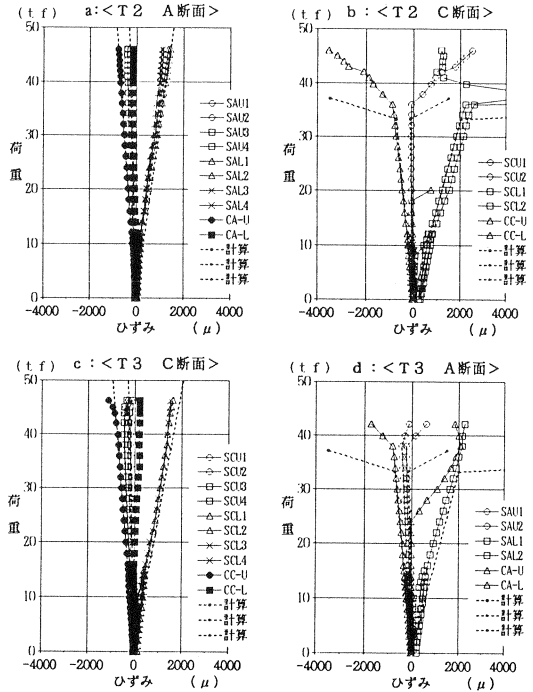 (tf)
a:<T2 A断面>
50
40
30
20
10
0
荷重
-4000 -2000 0 2000 4000
ひずみ (μ)
SAU1
SAU2
SAU3
SAU4
SAL1
SAL2
SAL3
SAL4
CA-U
CA-L
計算
計算
計算
(tf)
b:<T2 C断面>
50
40
30
20
10
0
荷重
-4000 -2000 0 2000 4000
ひずみ (μ)
SCU1
SCU2
SCL1
SCL2
CC-U
CC-L
計算
計算
計算
(tf)
c:<T3 C断面>
50
40
30
20
10
0
荷重
-4000 -2000 0 2000 4000
ひずみ (μ)
SCU1
SCU2
SCU3
SCU4
SCL1
SCL2
SCL3
SCL4
CC-U
CC-L
計算
計算
計算
(tf)
d:<T3 A断面>
50
40
30
20
10
0
荷重
-4000 -2000 0 2000 4000
ひずみ (μ)
SAU1
SAU2
SAL1
SAL2
CA-U
CA-L
計算
計算
計算